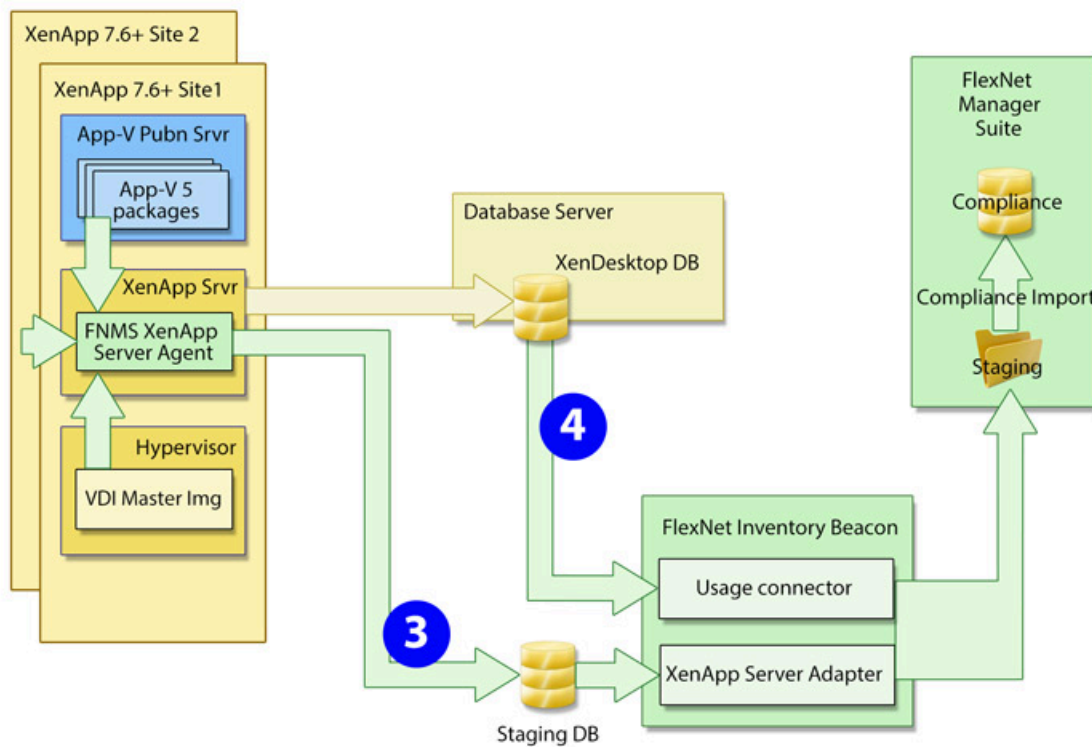 XenApp 7.6+ Site 2
XenApp 7.6+ Site1
App-V Pubn Srvr
App-V 5
packages
XenApp Srvr
FNMS XenApp
Server Agent
Hypervisor
VDI Master Img
Database Server
XenDesktop DB
4
3
Staging DB
FlexNet Inventory Beacon
Usage connector
XenApp Server Adapter
FlexNet
Manager
Suite
Compliance
Compliance Import
Staging